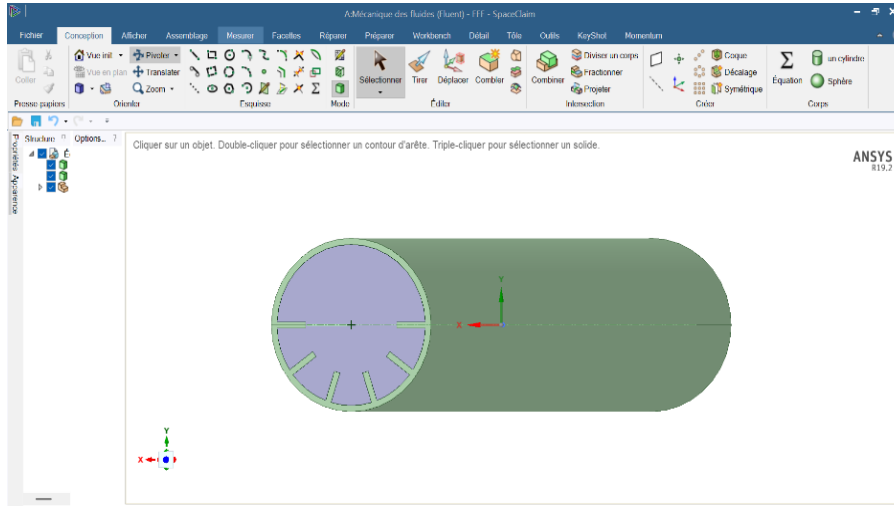 A:Mécanique des fluides (Fluent) - FFF - SpaceClaim
Fichier Conception Afficher Assemblage Mesurer Facettes Réparer Préparer Workbench Détail Tôle Outils KeyShot Momentum
Coller
Presse papiers
Vue init
Vue en plan
Pivoter
Translater
Zoom
Orienter
Esquisse
Mode
Sélectionner
Tirer
Déplacer
Combler
Éditer
Combiner
Diviser un corps
Fractionner
Projeter
Intersection
Coque
Décalage
Symétrique
Créer
Équation
un cylindre
Sphère
Corps
Structure
Options...
?
Propriétés
Apparence
Cliquer sur un objet. Double-cliquer pour sélectionner un contour d'arête. Triple-cliquer pour sélectionner un solide.
ANSYS
R19.2
Y
X
Y
X